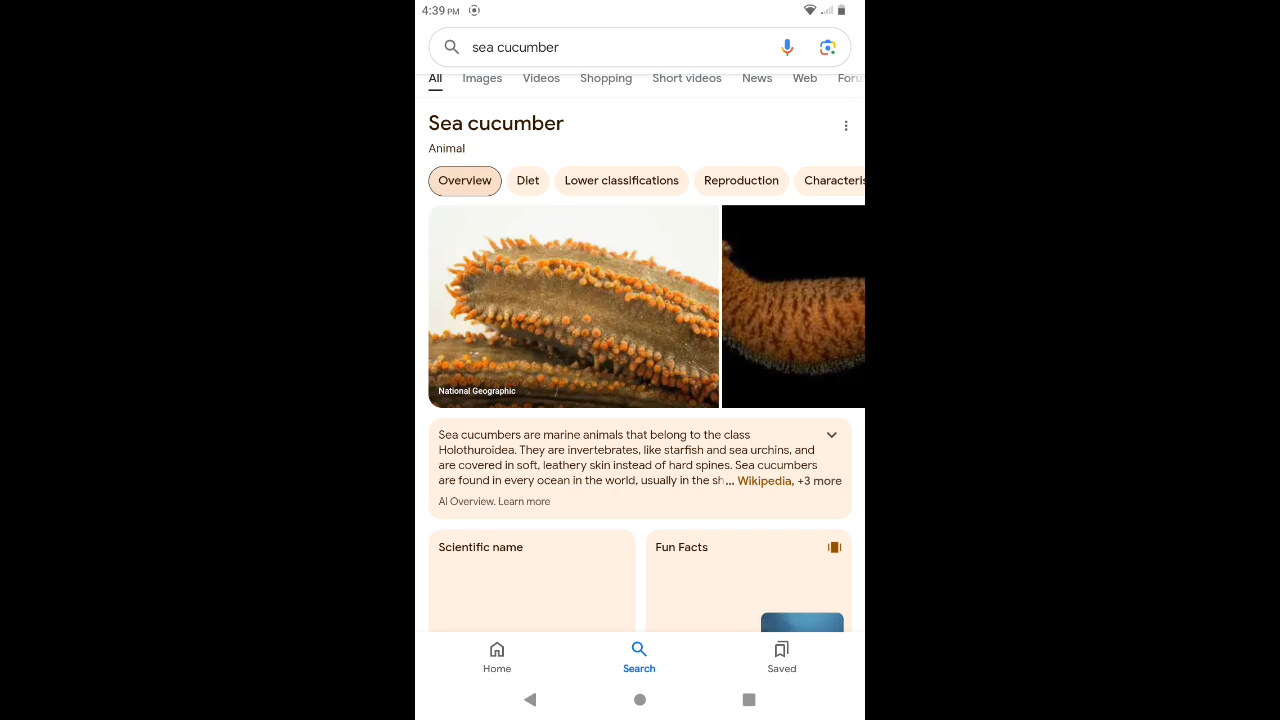 4:39 PM
sea cucumber
All Images Videos Shopping Short videos News Web Foru
Sea cucumber
Animal
Overview Diet Lower classifications Reproduction Characteris
National Geographic
Sea cucumbers are marine animals that belong to the class
Holothuroidea. They are invertebrates, like starfish and sea urchins, and
are covered in soft, leathery skin instead of hard spines. Sea cucumbers
are found in every ocean in the world, usually in the sh... Wikipedia, +3 more
AI Overview. Learn more
Scientific name
Fun Facts
Home Search Saved